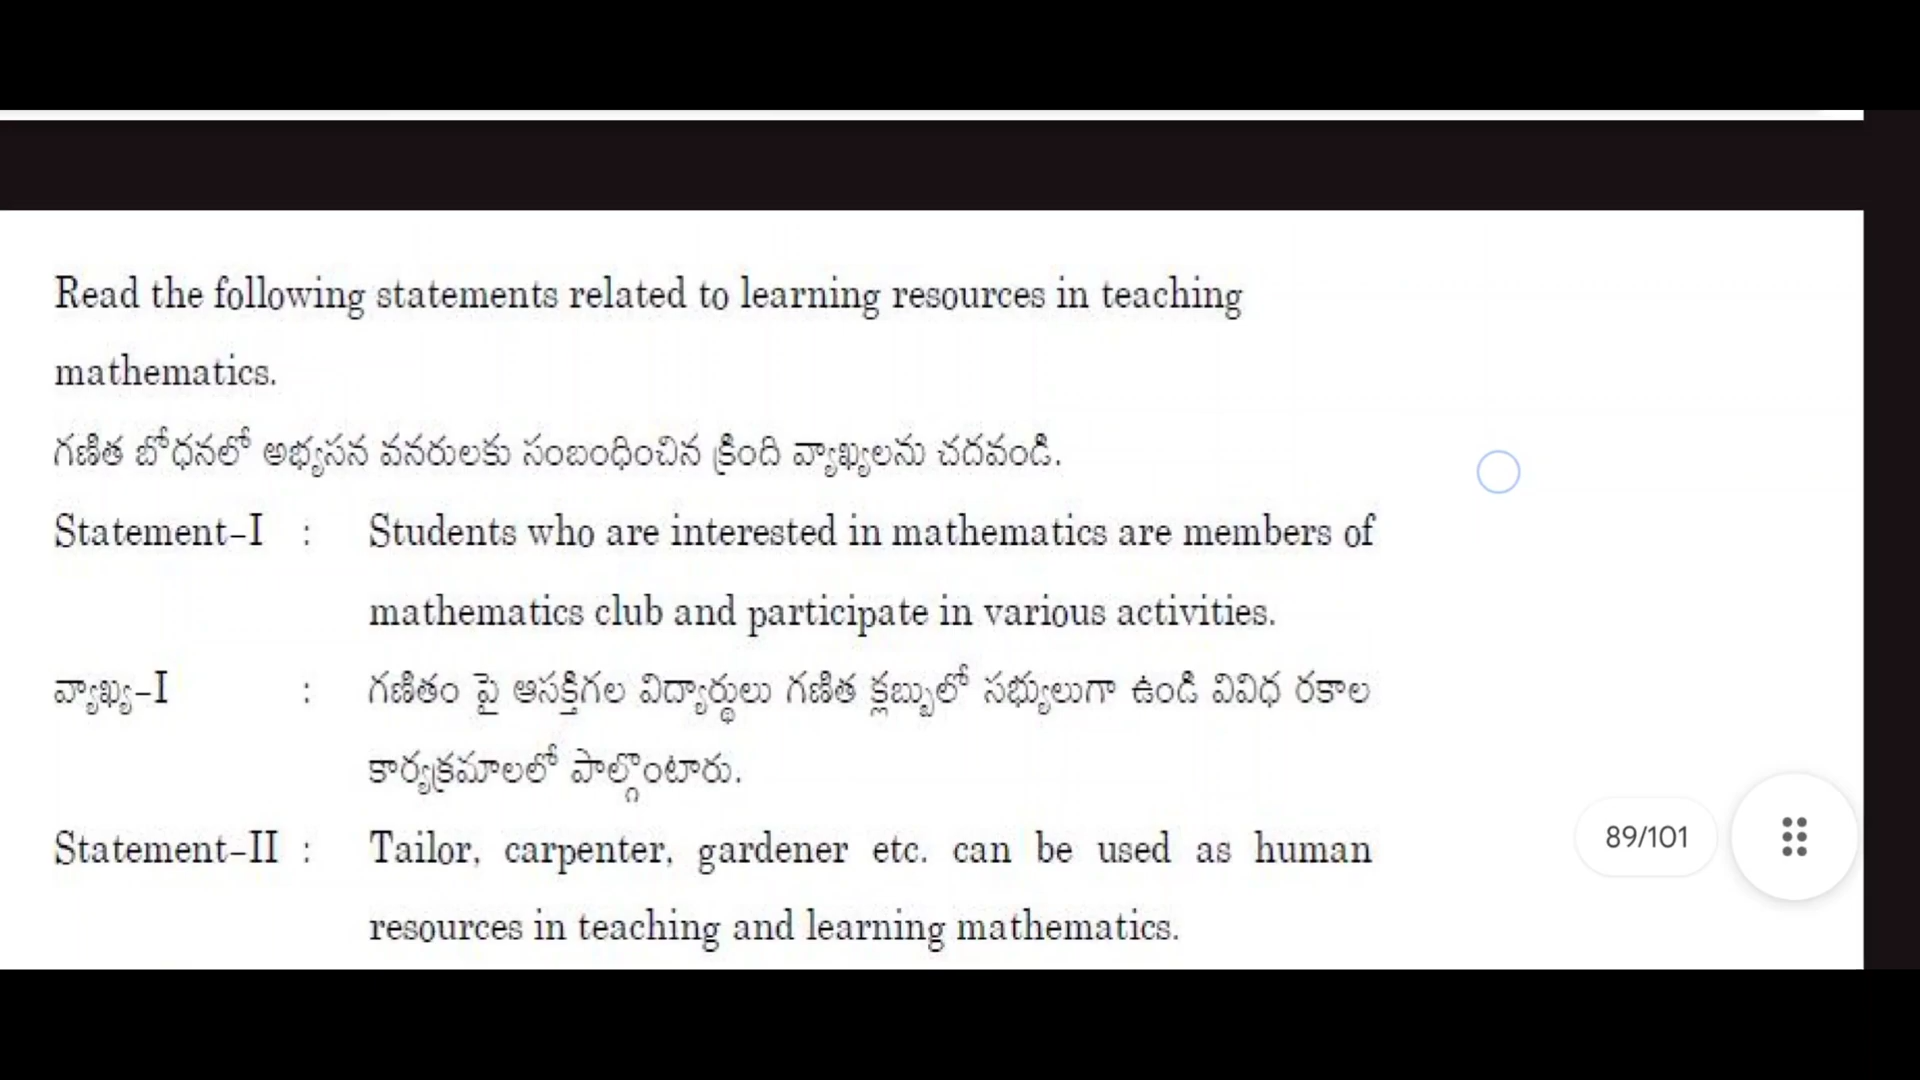 Read the following statements related to learning resources in teaching
mathematics.
గణిత బోధనలో అభ్యసన వనరులకు సంబంధించిన క్రింది వ్యాఖ్యలను చదవండి.
Statement-I : Students who are interested in mathematics are members of
mathematics club and participate in various activities.
వ్యాఖ్య-I : గణితం పై ఆసక్తిగల విద్యార్థులు గణిత క్లబ్బులో సభ్యులుగా ఉండి వివిధ రకాల
కార్యక్రమాలలో పాల్గొంటారు.
Statement-II : Tailor, carpenter, gardener etc. can be used as human
resources in teaching and learning mathematics.
89/101